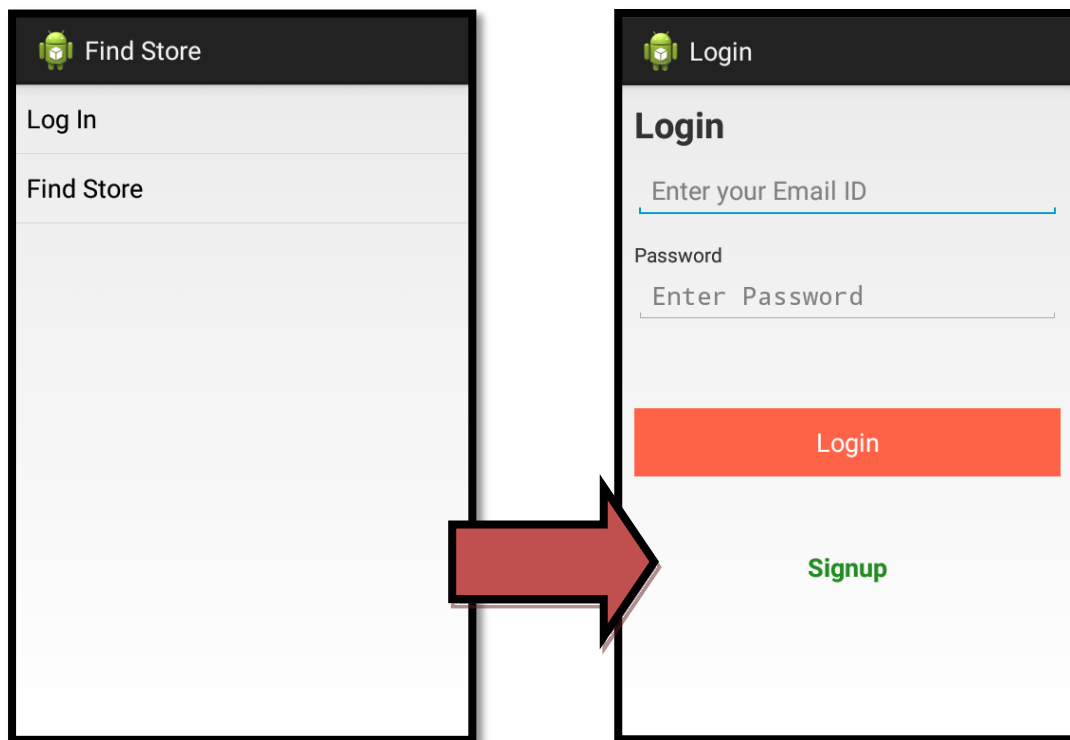 Find Store
Log In
Find Store
Login
Login
Enter your Email ID
Password
Enter Password
Login
Signup